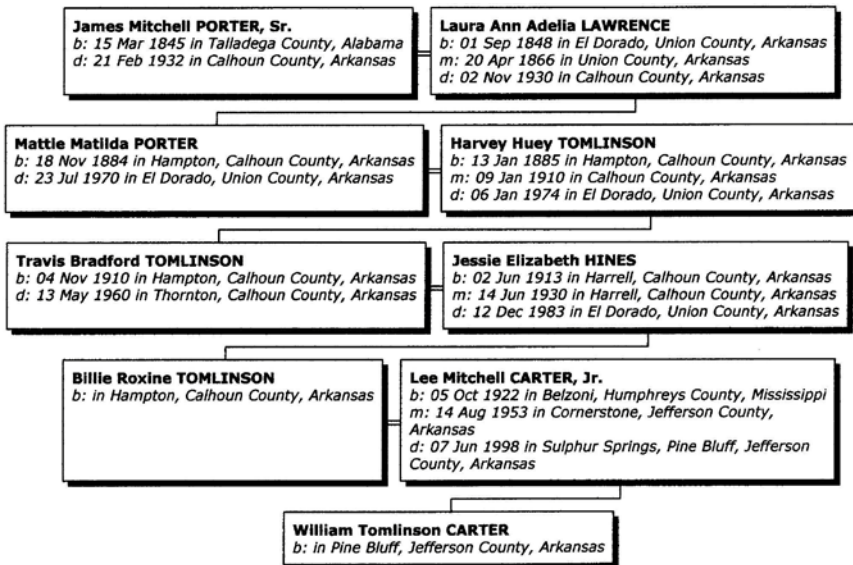 James Mitchell PORTER, Sr.
b: 15 Mar 1845 in Talladega County, Alabama
d: 21 Feb 1932 in Calhoun County, Arkansas
Laura Ann Adelia LAWRENCE
b: 01 Sep 1848 in El Dorado, Union County, Arkansas
m: 20 Apr 1866 in Union County, Arkansas
d: 02 Nov 1930 in Calhoun County, Arkansas
Mattie Matilda PORTER
b: 18 Nov 1884 in Hampton, Calhoun County, Arkansas
d: 23 Jul 1970 in El Dorado, Union County, Arkansas
Harvey Huey TOMLINSON
b: 13 Jan 1885 in Hampton, Calhoun County, Arkansas
m: 09 Jan 1910 in Calhoun County, Arkansas
d: 06 Jan 1974 in El Dorado, Union County, Arkansas
Travis Bradford TOMLINSON
b: 04 Nov 1910 in Hampton, Calhoun County, Arkansas
d: 13 May 1960 in Thornton, Calhoun County, Arkansas
Jessie Elizabeth HINES
b: 02 Jun 1913 in Harrell, Calhoun County, Arkansas
m: 14 Jun 1930 in Harrell, Calhoun County, Arkansas
d: 12 Dec 1983 in El Dorado, Union County, Arkansas
Billie Roxine TOMLINSON
b: in Hampton, Calhoun County, Arkansas
Lee Mitchell CARTER, Jr.
b: 05 Oct 1922 in Belzoni, Humphreys County, Mississippi
m: 14 Aug 1953 in Cornerstone, Jefferson County,
Arkansas
d: 07 Jun 1998 in Sulphur Springs, Pine Bluff, Jefferson
County, Arkansas
William Tomlinson CARTER
b: in Pine Bluff, Jefferson County, Arkansas